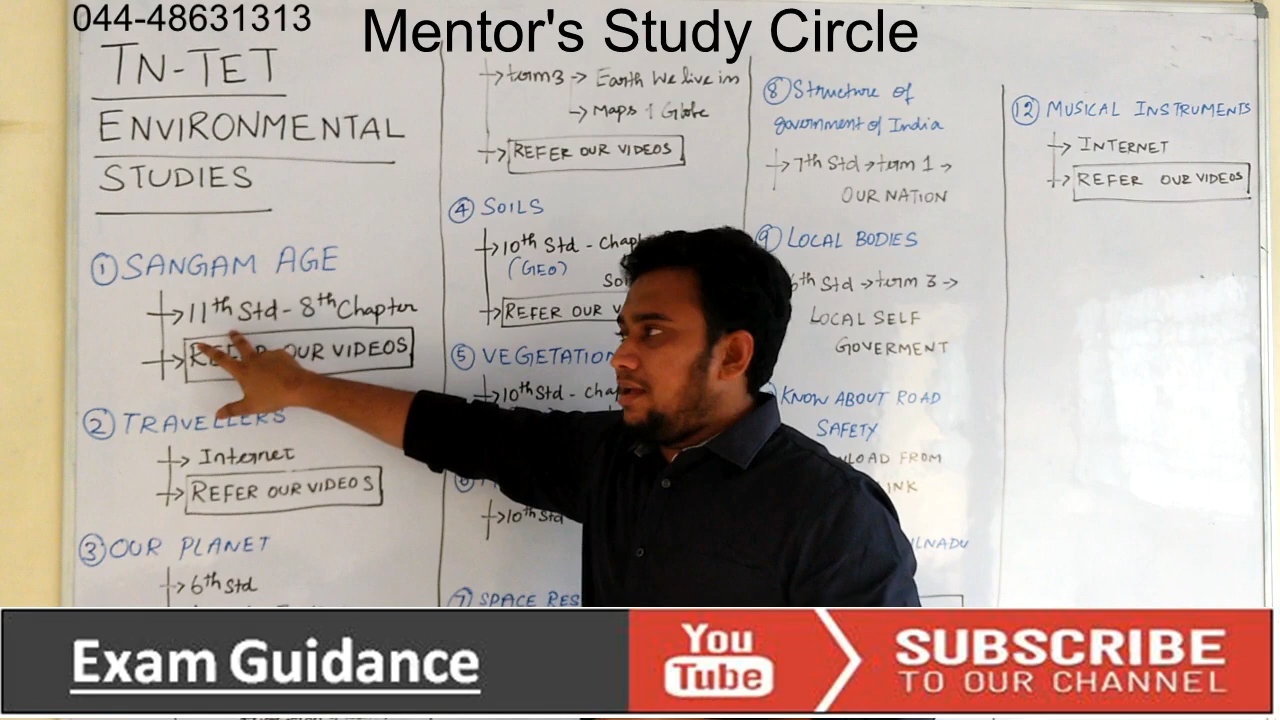 044-48631313
Mentor's Study Circle
TN-TET
ENVIRONMENTAL
STUDIES
① SANGAM AGE
→ 11th Std - 8th Chapter
→ REFER OUR VIDEOS
② TRAVELLERS
→ Internet
→ REFER OUR VIDEOS
③ OUR PLANET
→ 6th Std
→ term 3 → Earth We live in
→ Maps & Globe
→ REFER OUR VIDEOS
④ SOILS
→ 10th Std - Chap
(GEO)
Soi
→ REFER OUR V
⑤ VEGETATION
→ 10th Std - cha
→ 10th Std
⑦ SPACE RES
⑧ Structure of
government of India
→ 7th Std → term 1 →
OUR NATION
⑨ LOCAL BODIES
6th Std → term 3 →
LOCAL SELF
GOVERMENT
KNOW ABOUT ROAD
SAFETY
LOAD FROM
LINK
ILNADU
⑫ MUSICAL INSTRUMENTS
→ INTERNET
→ REFER OUR VIDEOS
Exam Guidance
You
Tube
SUBSCRIBE
TO OUR CHANNEL